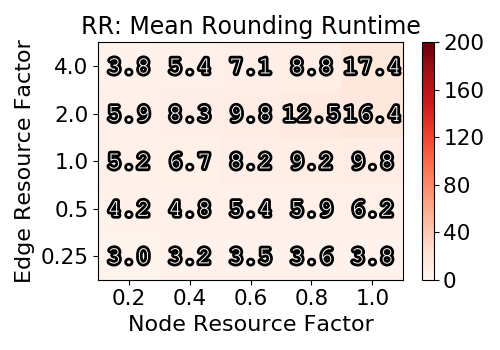 RR: Mean Rounding Runtime
Edge Resource Factor
4.0 3.8 5.4 7.1 8.8 17.4
2.0 5.9 8.3 9.8 12.5 16.4
1.0 5.2 6.7 8.2 9.2 9.8
0.5 4.2 4.8 5.4 5.9 6.2
0.25 3.0 3.2 3.5 3.6 3.8
0.2 0.4 0.6 0.8 1.0
Node Resource Factor
200
160
120
80
40
0